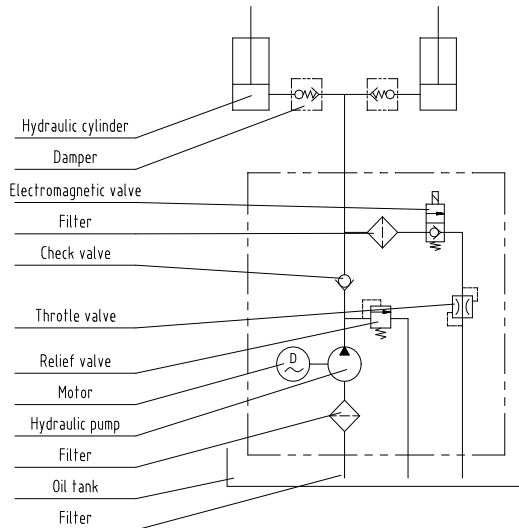 Hydraulic cylinder
Damper
Electromagnetic valve
Filter
Check valve
Throttle valve
Relief valve
Motor
D
Hydraulic pump
Filter
Oil tank
Filter